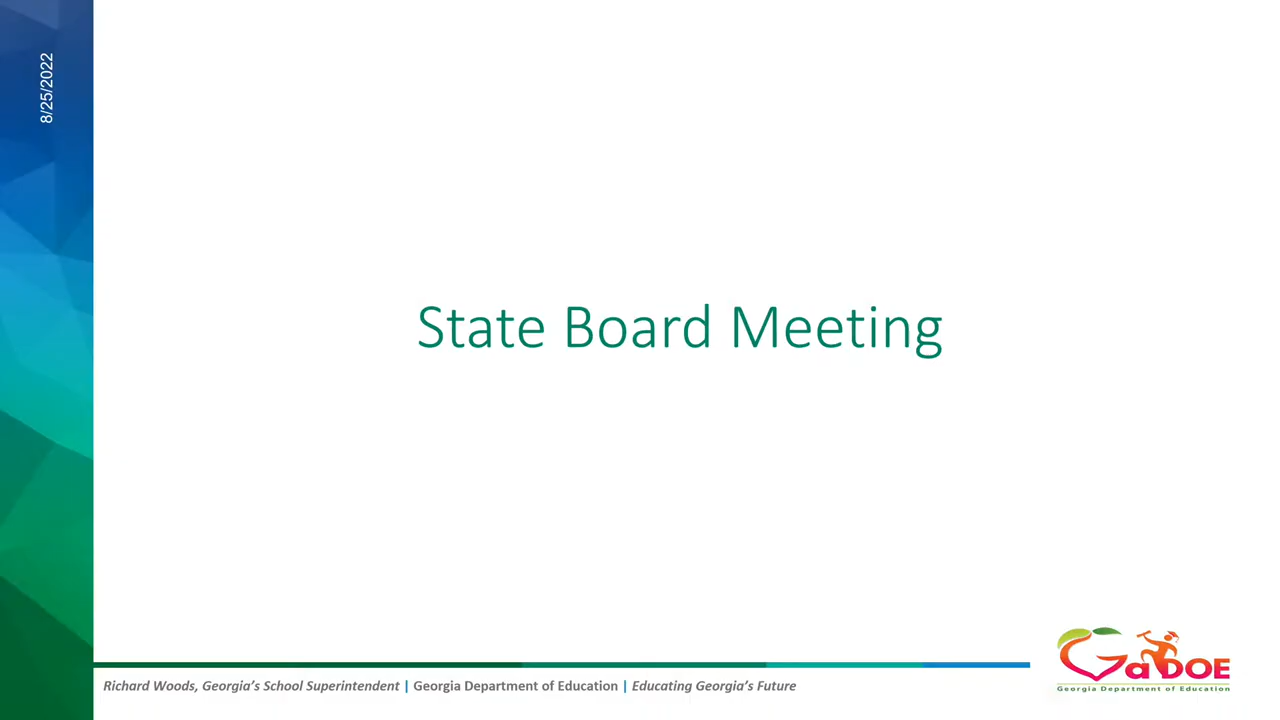 8/25/2022
State Board Meeting
Richard Woods, Georgia’s School Superintendent | Georgia Department of Education | Educating Georgia’s Future
GaDOE
Georgia Department of Education